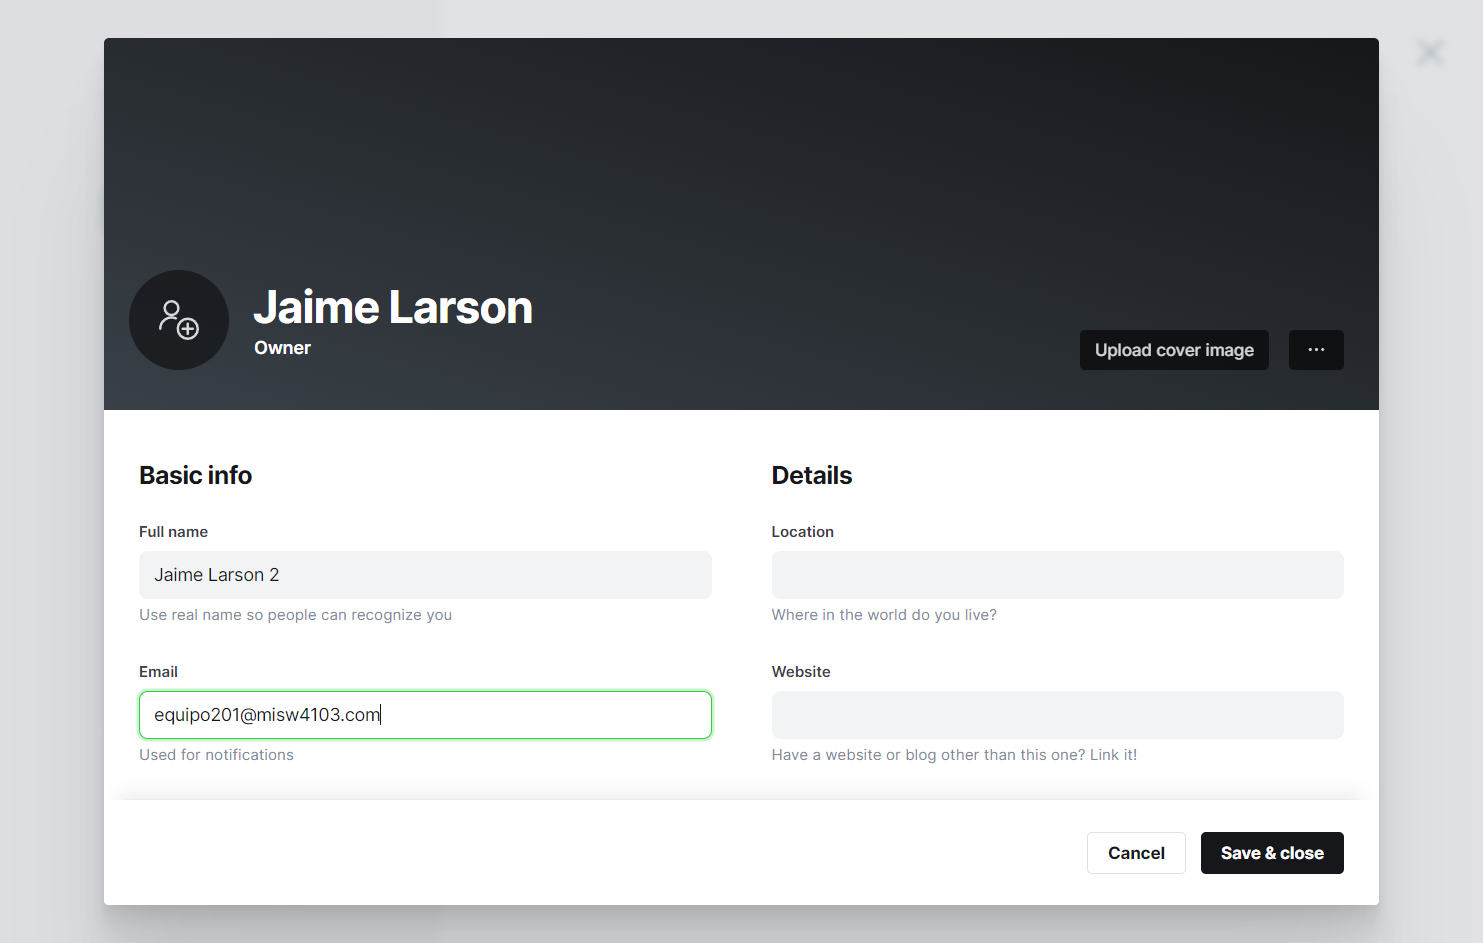 Jaime Larson
Owner
Upload cover image
...
Basic info
Full name
Jaime Larson 2
Use real name so people can recognize you
Email
equipo201@misw4103.com
Used for notifications
Details
Location
Where in the world do you live?
Website
Have a website or blog other than this one? Link it!
Cancel
Save & close